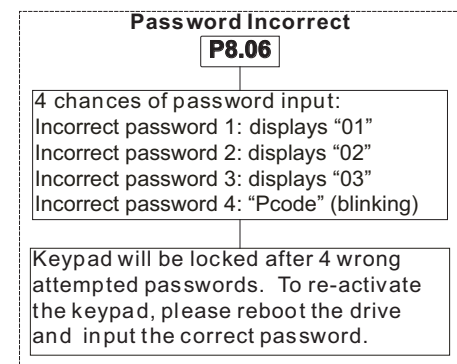 Password Incorrect
P8.06
4 chances of password input:
Incorrect password 1: displays “01”
Incorrect password 2: displays “02”
Incorrect password 3: displays “03”
Incorrect password 4: “Pcode” (blinking)
Keypad will be locked after 4 wrong
attempted passwords. To re-activate
the keypad, please reboot the drive
and input the correct password.